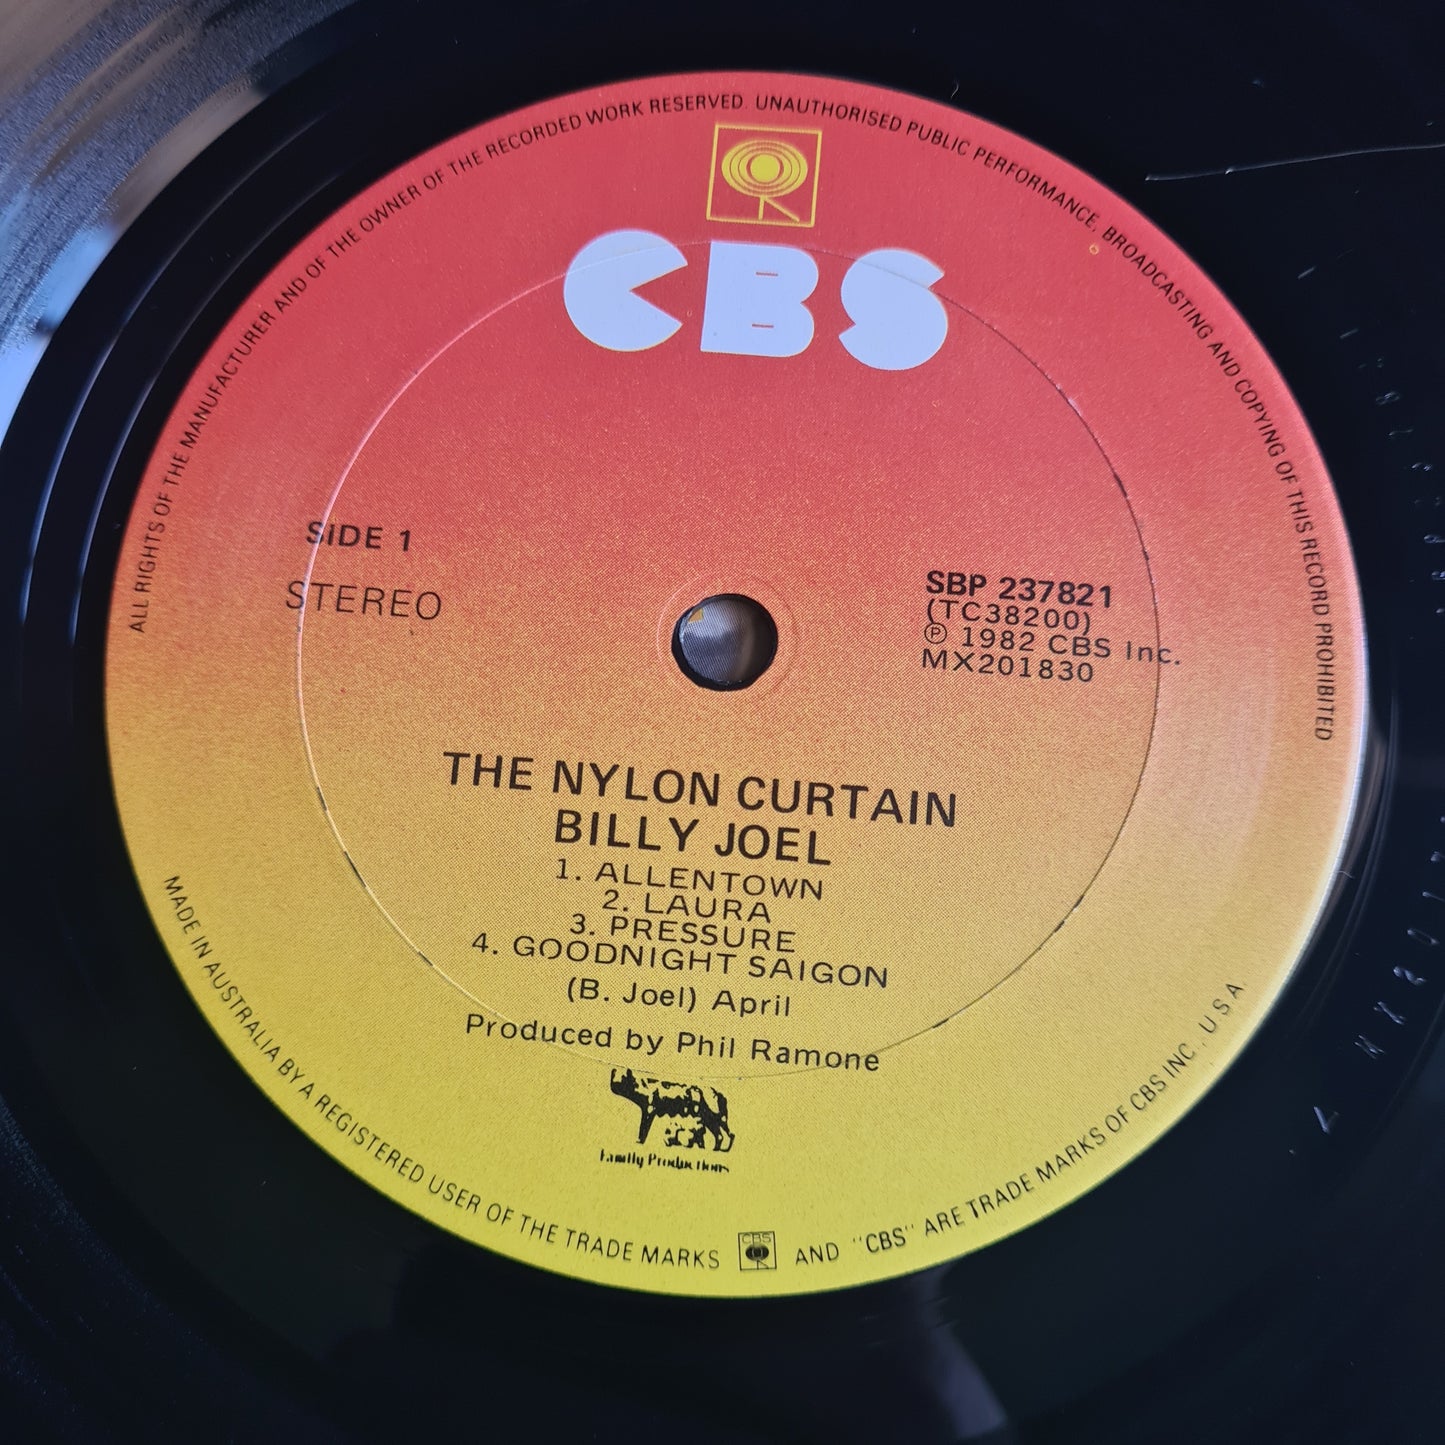 ALL RIGHTS OF THE MANUFACTURER AND OF THE OWNER OF THE RECORDED WORK RESERVED. UNAUTHORISED PUBLIC PERFORMANCE, BROADCASTING AND COPYING OF THIS RECORD PROHIBITED
CBS
SIDE 1
STEREO
SBP 237821
(TC38200)
℗ 1982 CBS Inc.
MX201830
THE NYLON CURTAIN
BILLY JOEL
1. ALLENTOWN
2. LAURA
3. PRESSURE
4. GOODNIGHT SAIGON
(B. Joel) April
Produced by Phil Ramone
Family Productions
MADE IN AUSTRALIA BY A REGISTERED USER OF THE TRADE MARKS CBS AND "CBS" ARE TRADE MARKS OF CBS INC., U S A